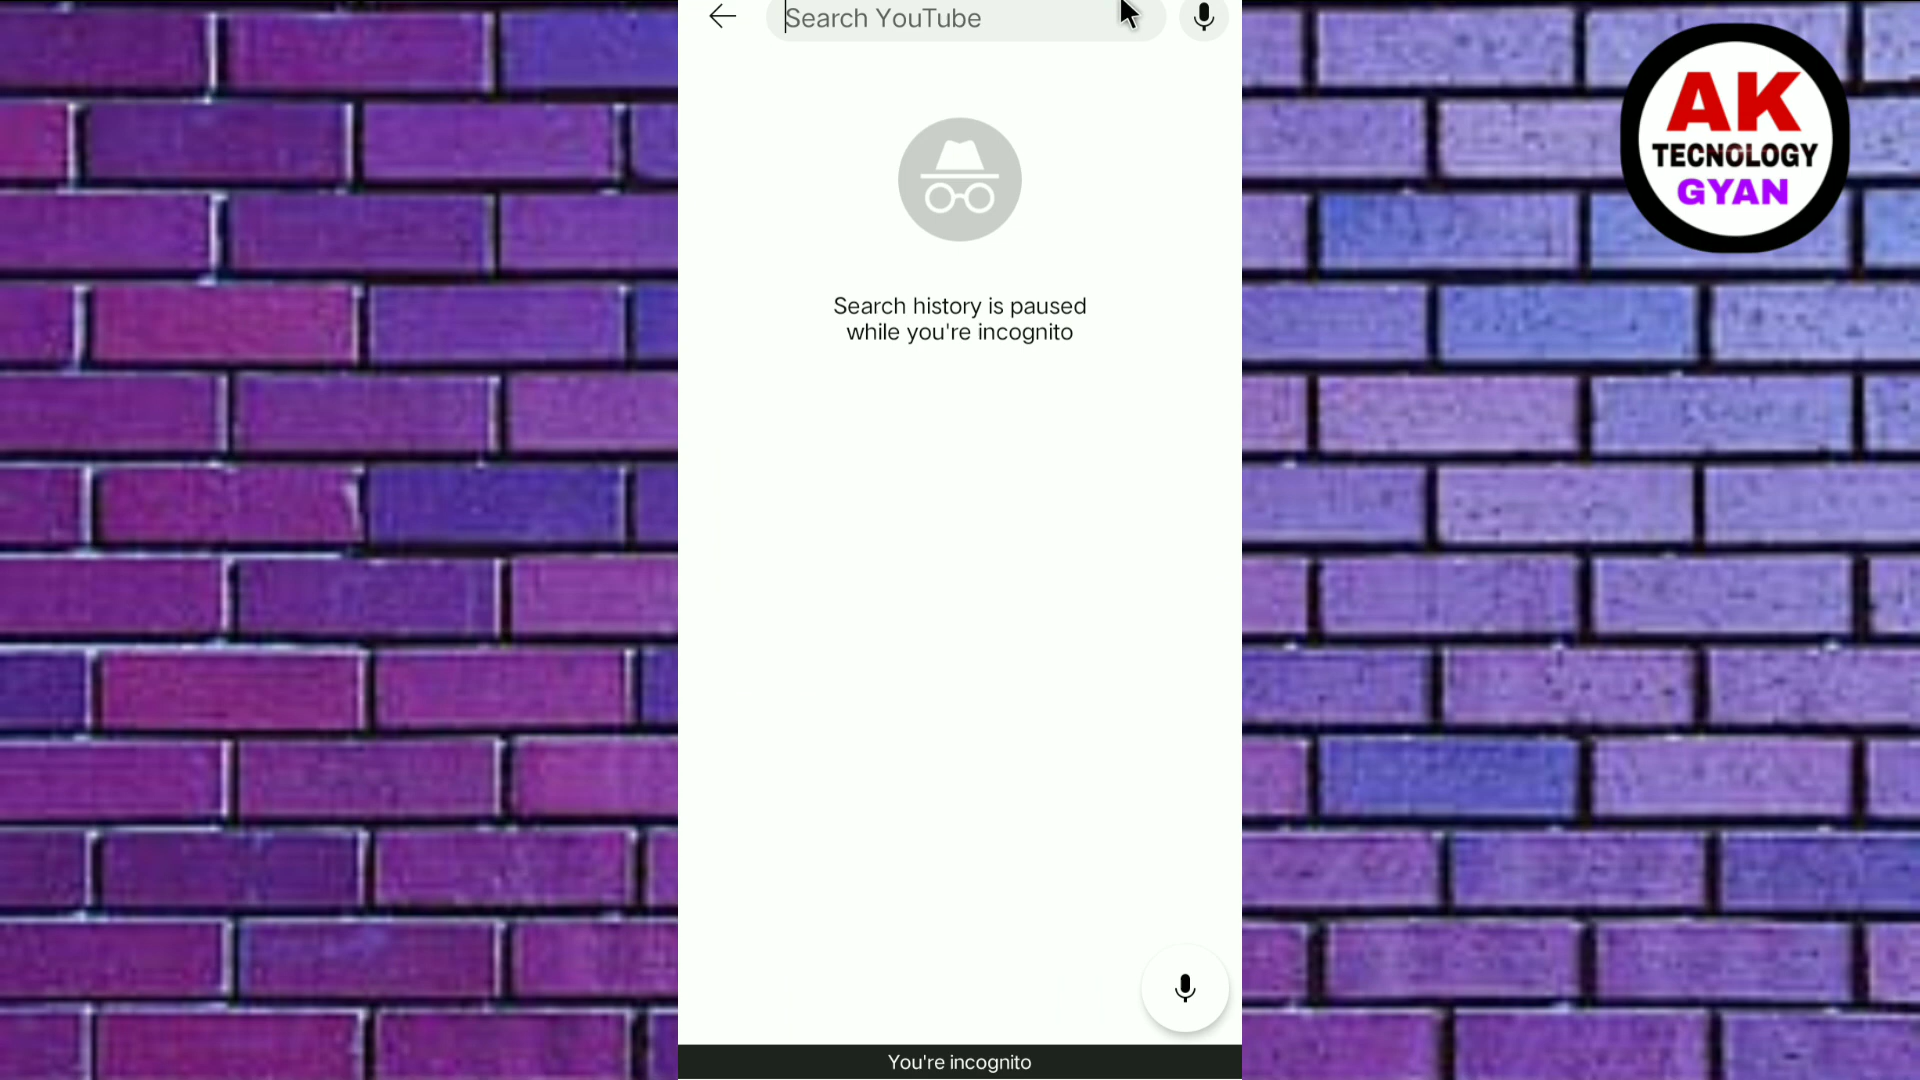 Search YouTube
AK
TECNOLOGY
GYAN
Search history is paused
while you're incognito
You're incognito